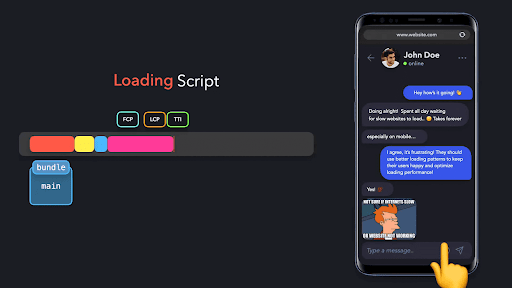 Loading Script
FCP
LCP
TTI
bundle
main
www.website.com
John Doe
online
Hey how's it going! 👋
Doing alright! Spent all day waiting
for slow websites to load.. 😅 Takes forever
especially on mobile...
I agree, it's frustrating! They should
use better loading patterns to keep
their users happy and optimize
loading performance!
Yes! 💯
NOT SURE IF INTERNETS SLOW
OR WEBSITE NOT WORKING
Type a message..